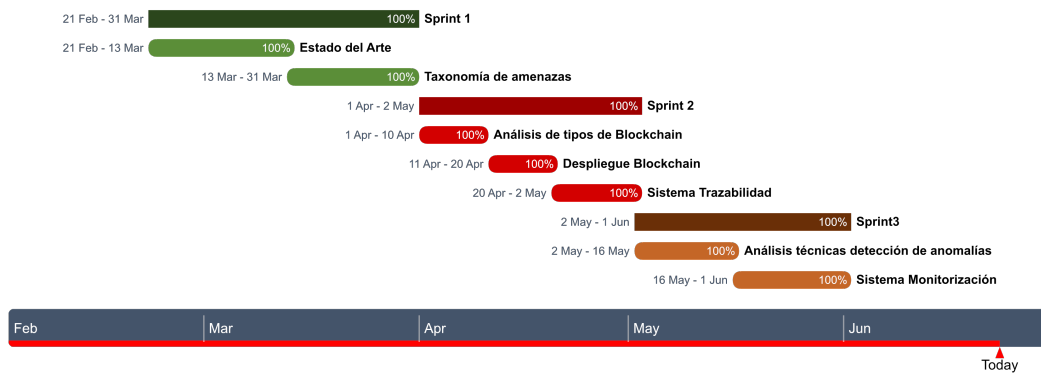 21 Feb - 31 Mar 100% Sprint 1
21 Feb - 13 Mar 100% Estado del Arte
13 Mar - 31 Mar 100% Taxonomía de amenazas
1 Apr - 2 May 100% Sprint 2
1 Apr - 10 Apr 100% Análisis de tipos de Blockchain
11 Apr - 20 Apr 100% Despliegue Blockchain
20 Apr - 2 May 100% Sistema Trazabilidad
2 May - 1 Jun 100% Sprint3
2 May - 16 May 100% Análisis técnicas detección de anomalías
16 May - 1 Jun 100% Sistema Monitorización
Feb Mar Apr May Jun
Today